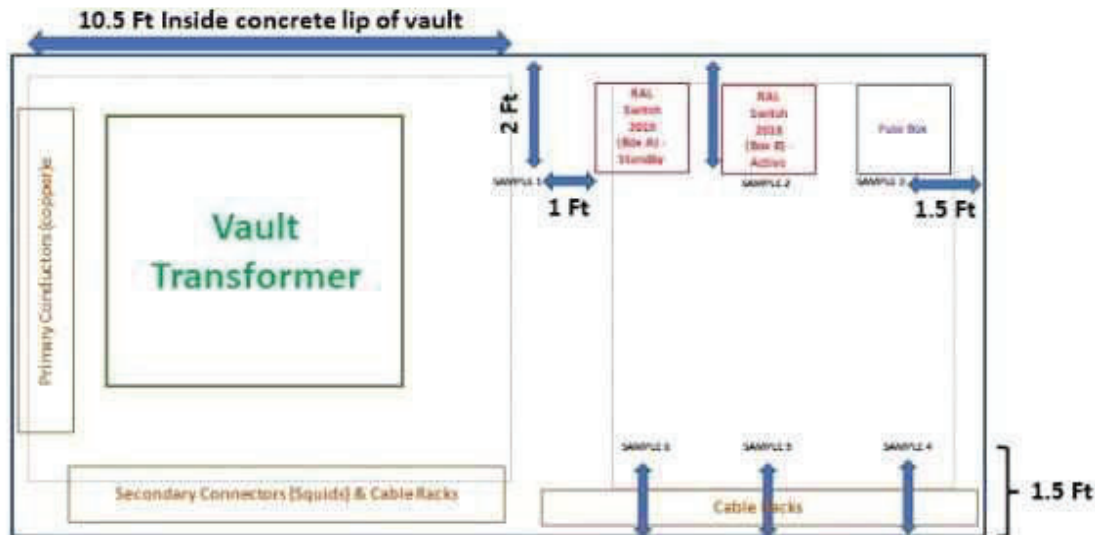 10.5 Ft Inside concrete lip of vault
2 Ft
RAL
Switch
(Box A) -
Standby
RAL
Switch
(Box B) -
Active
Fuse Box
SAMPLE 1
SAMPLE 2
SAMPLE 3
1 Ft
1.5 Ft
Primary Conductors (copper)
Vault
Transformer
SAMPLE 6
SAMPLE 5
SAMPLE 4
Secondary Connectors (Squids) & Cable Racks
Cable Racks
1.5 Ft